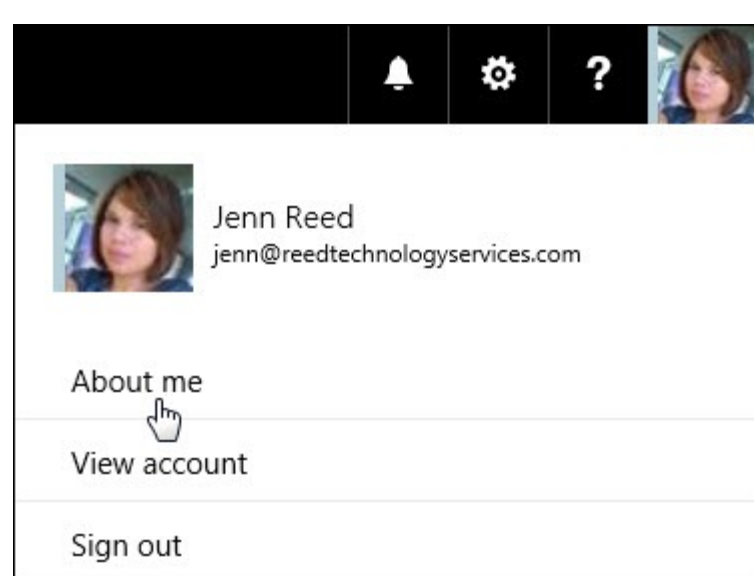 ?
Jenn Reed
jenn@reedtechnologyservices.com
About me
View account
Sign out